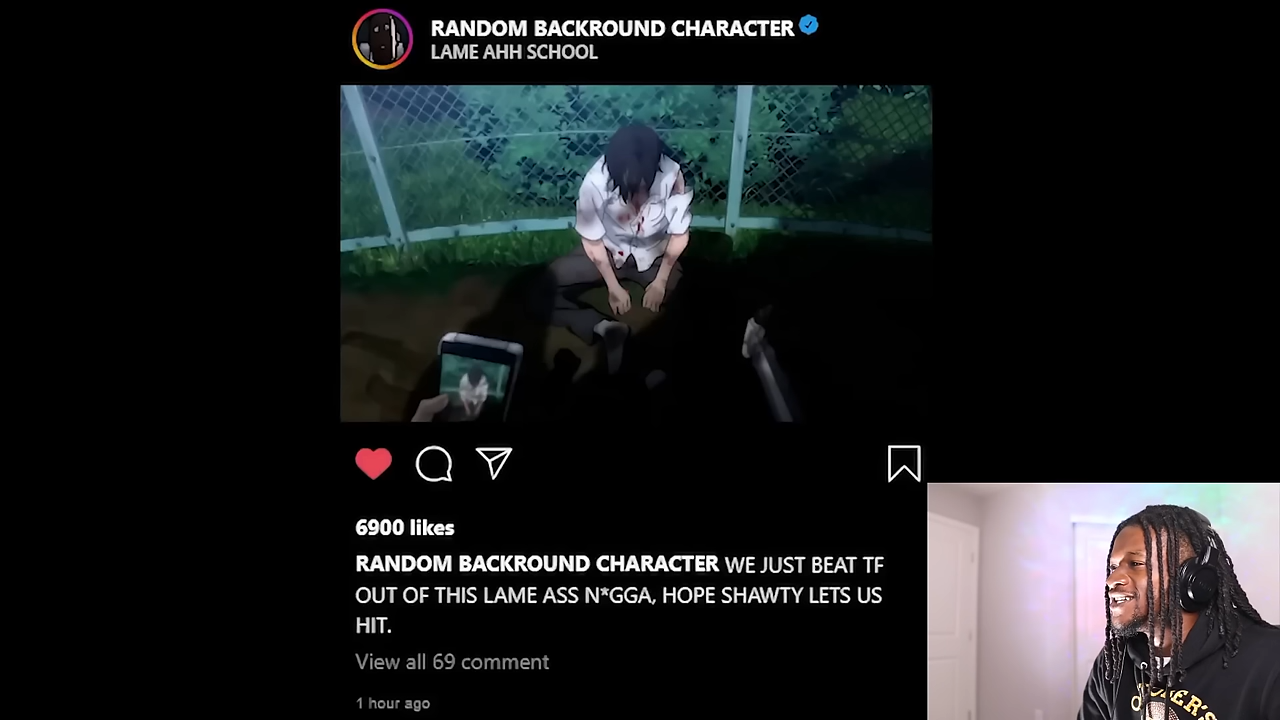 RANDOM BACKROUND CHARACTER
LAME AHH SCHOOL
6900 likes
RANDOM BACKROUND CHARACTER WE JUST BEAT TF
OUT OF THIS LAME ASS N*GGA, HOPE SHAWTY LETS US
HIT.
View all 69 comment
1 hour ago